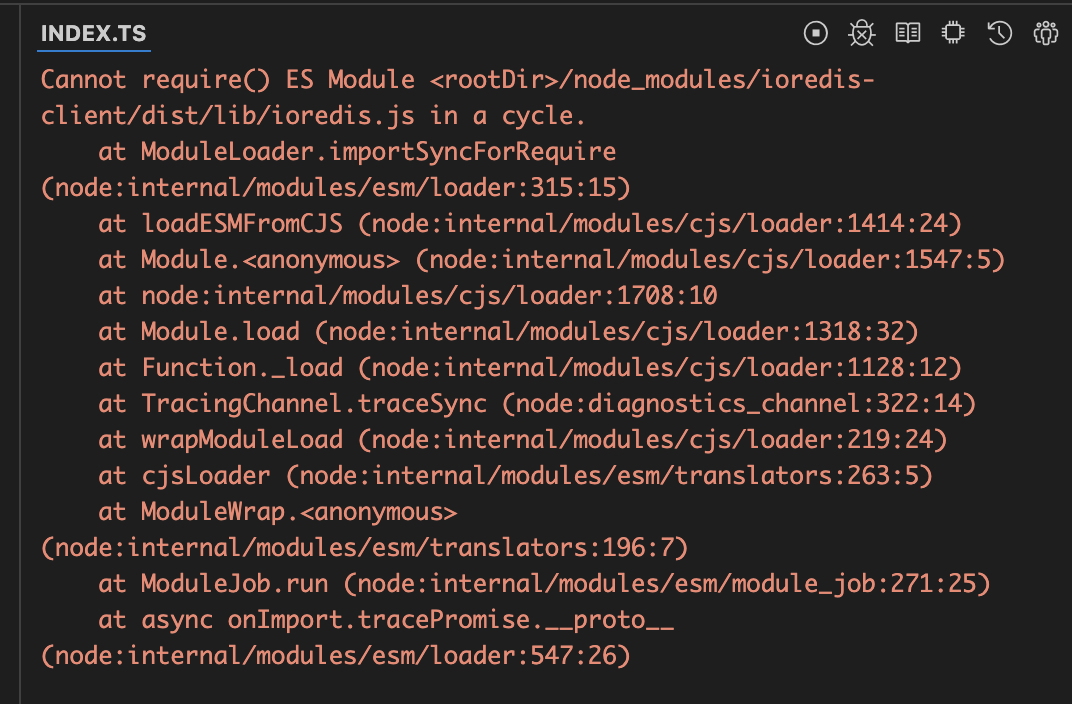 INDEX.TS
Cannot require() ES Module <rootDir>/node_modules/ioredis-
client/dist/lib/ioredis.js in a cycle.
    at ModuleLoader.importSyncForRequire
(node:internal/modules/esm/loader:315:15)
    at loadESMFromCJS (node:internal/modules/cjs/loader:1414:24)
    at Module.<anonymous> (node:internal/modules/cjs/loader:1547:5)
    at node:internal/modules/cjs/loader:1708:10
    at Module.load (node:internal/modules/cjs/loader:1318:32)
    at Function._load (node:internal/modules/cjs/loader:1128:12)
    at TracingChannel.traceSync (node:diagnostics_channel:322:14)
    at wrapModuleLoad (node:internal/modules/cjs/loader:219:24)
    at cjsLoader (node:internal/modules/esm/translators:263:5)
    at ModuleWrap.<anonymous>
(node:internal/modules/esm/translators:196:7)
    at ModuleJob.run (node:internal/modules/esm/module_job:271:25)
    at async onImport.tracePromise.__proto__
(node:internal/modules/esm/loader:547:26)